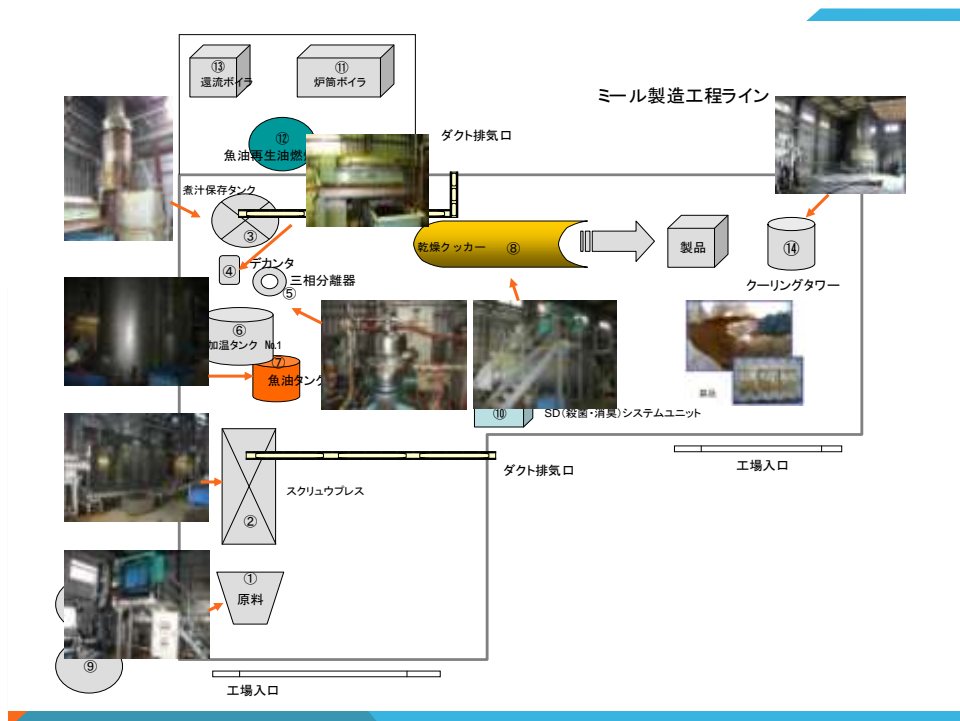 ⑬
還流ボイラ
⑪
炉筒ボイラ
ミール製造工程ライン
⑫
魚油再生油燃
ダクト排気口
煮汁保存タンク
③
乾燥クッカー
⑧
製品
⑭
クーリングタワー
④
デカンタ
三相分離器
⑤
⑥
加温タンク №1
⑦
魚油タンク
製品
⑩
SD(殺菌・消臭)システムユニット
工場入口
ダクト排気口
スクリュウプレス
②
①
原料
⑨
工場入口